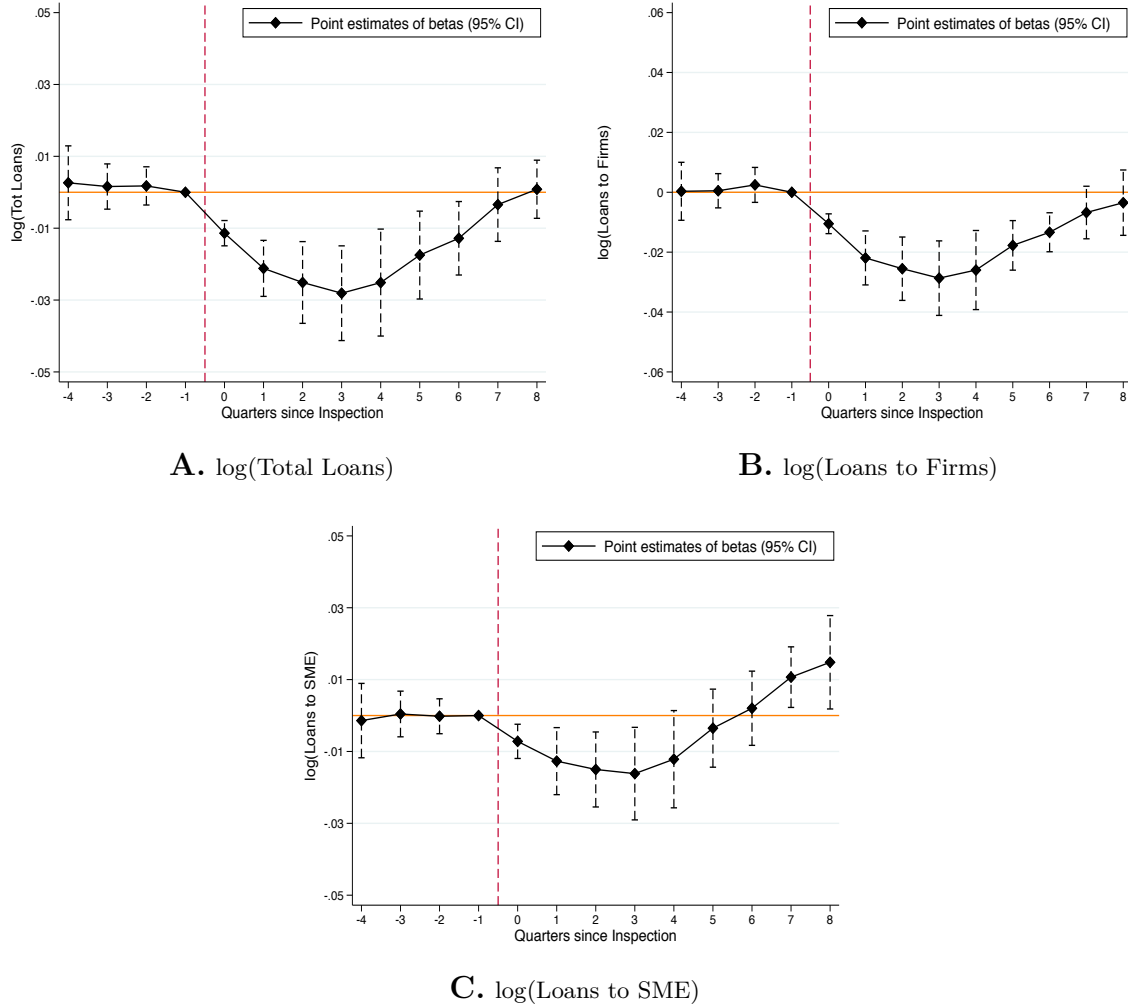 Point estimates of betas (95% CI)
log(Tot Loans)
.05
.03
.01
-.01
-.03
-.05
-4 -3 -2 -1 0 1 2 3 4 5 6 7 8
Quarters since Inspection
A. log(Total Loans)
Point estimates of betas (95% CI)
log(Loans to Firms)
.06
.04
.02
0
-.02
-.04
-.06
-4 -3 -2 -1 0 1 2 3 4 5 6 7 8
Quarters since Inspection
B. log(Loans to Firms)
Point estimates of betas (95% CI)
log(Loans to SME)
.05
.03
.01
-.01
-.03
-.05
-4 -3 -2 -1 0 1 2 3 4 5 6 7 8
Quarters since Inspection
C. log(Loans to SME)